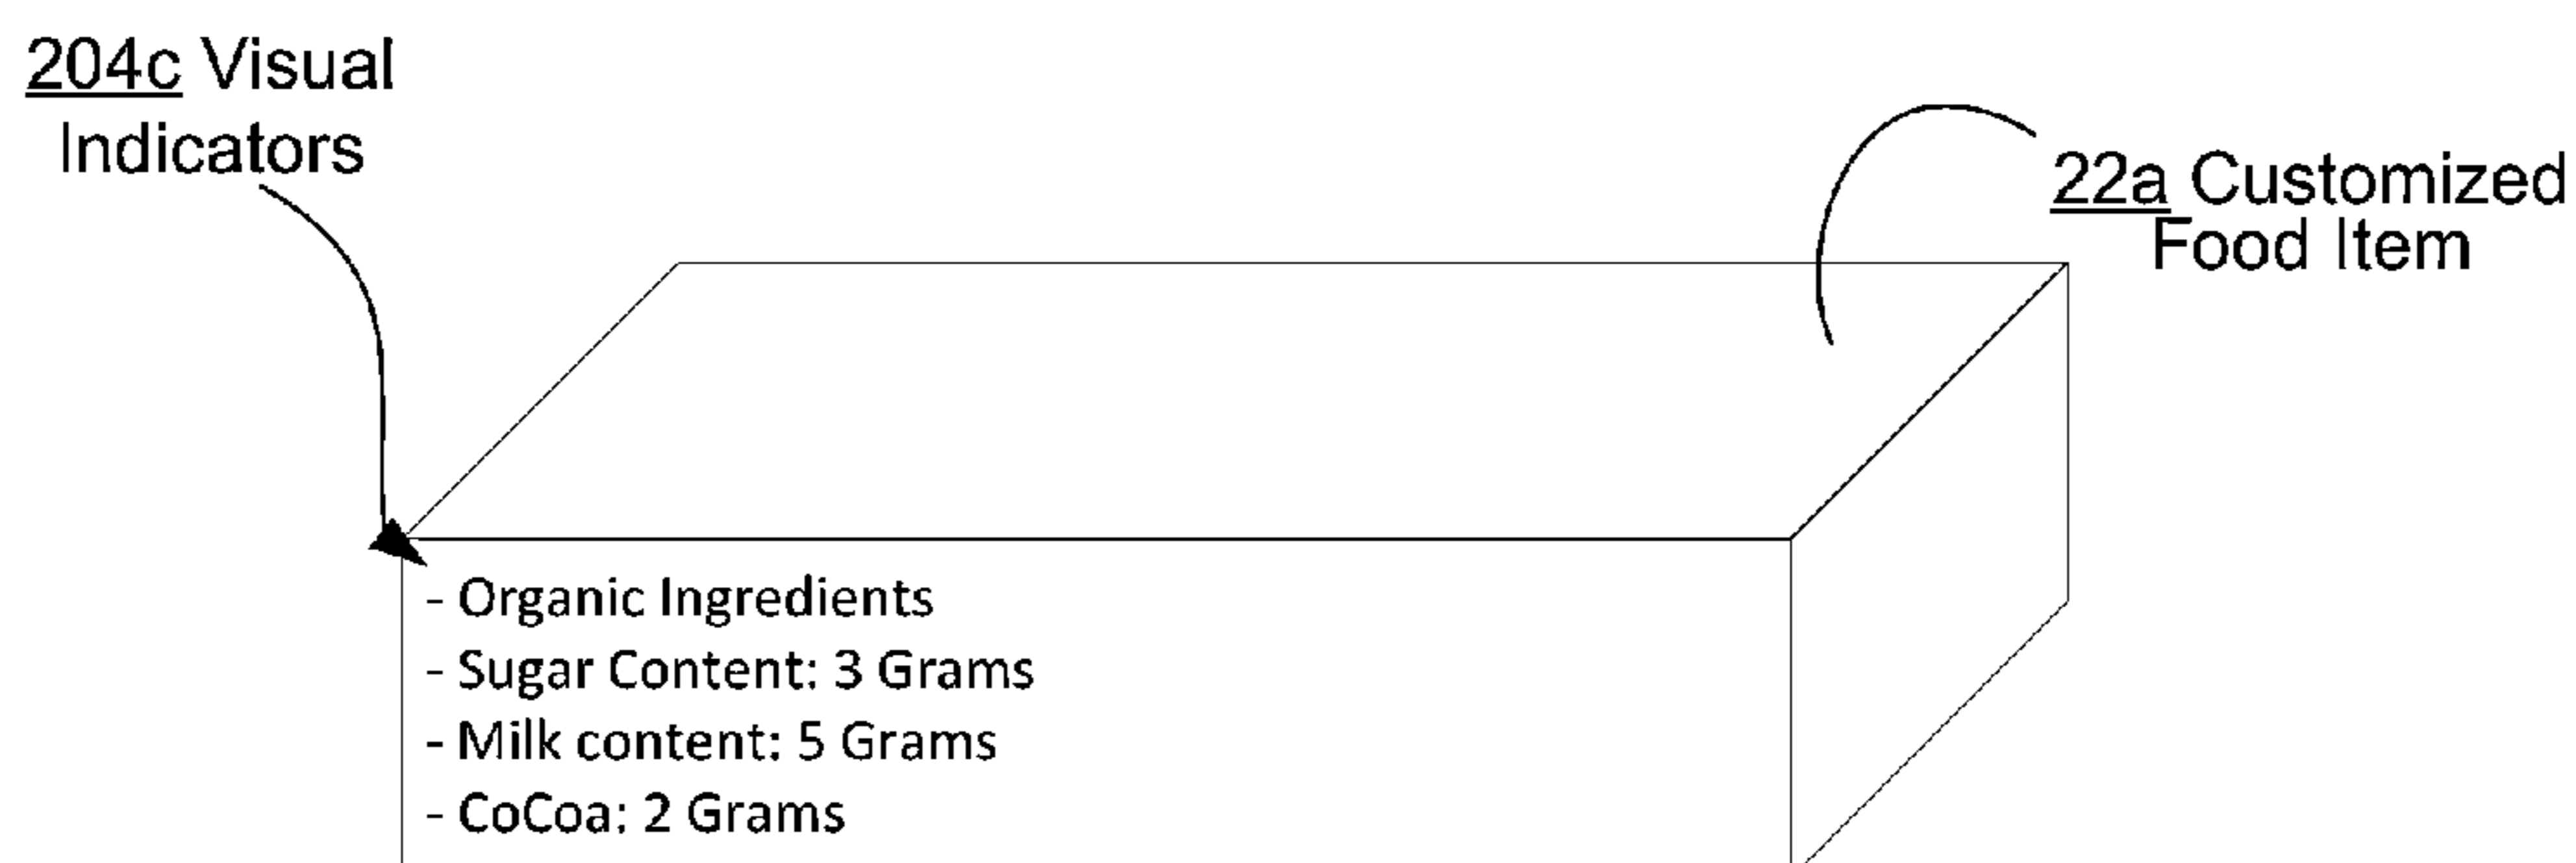 204c Visual
Indicators
22a Customized
Food Item
- Organic Ingredients
- Sugar Content: 3 Grams
- Milk content: 5 Grams
- CoCoa: 2 Grams